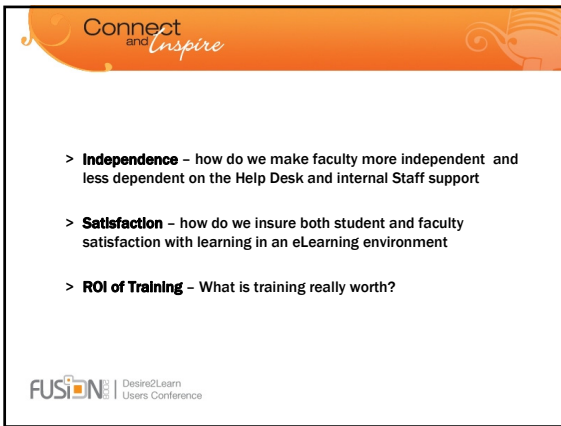 Connect
and Inspire
> Independence – how do we make faculty more independent and
less dependent on the Help Desk and internal Staff support
> Satisfaction – how do we insure both student and faculty
satisfaction with learning in an eLearning environment
> ROI of Training – What is training really worth?
FUSION 2008 | Desire2Learn
Users Conference